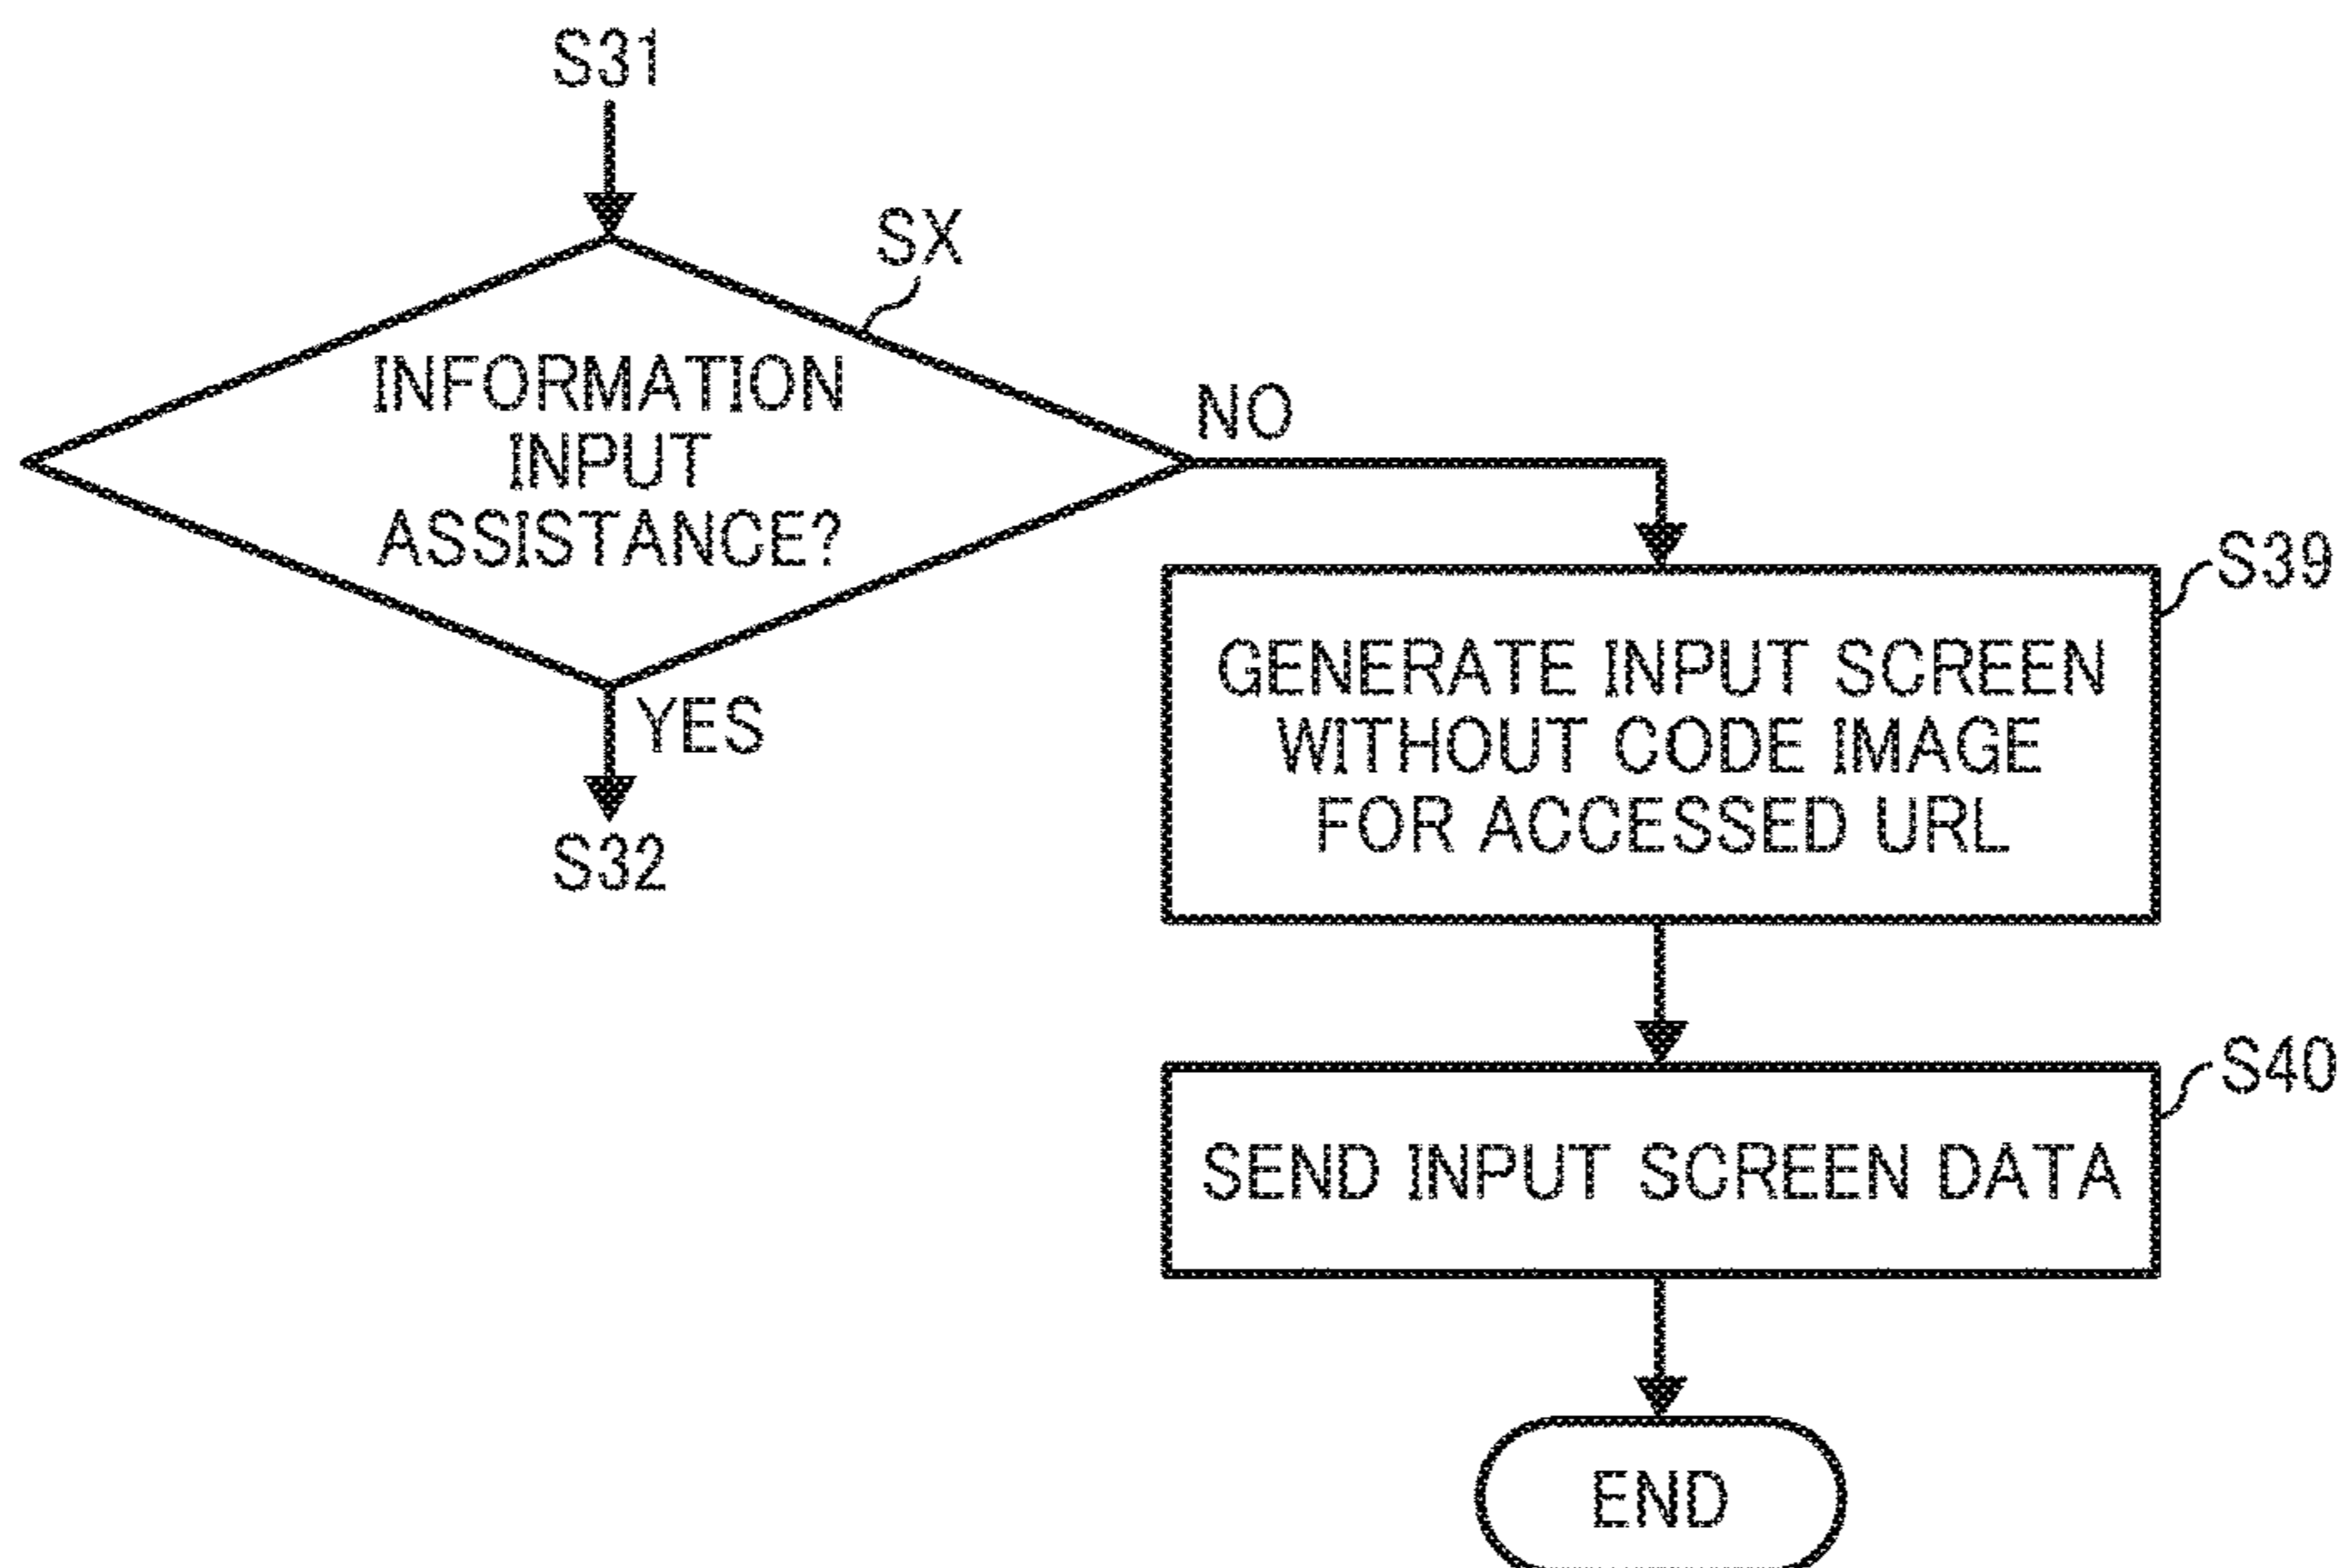 S31
SX
INFORMATION
INPUT
ASSISTANCE?
NO
YES
S32
S39
GENERATE INPUT SCREEN
WITHOUT CODE IMAGE
FOR ACCESSED URL
S40
SEND INPUT SCREEN DATA
END